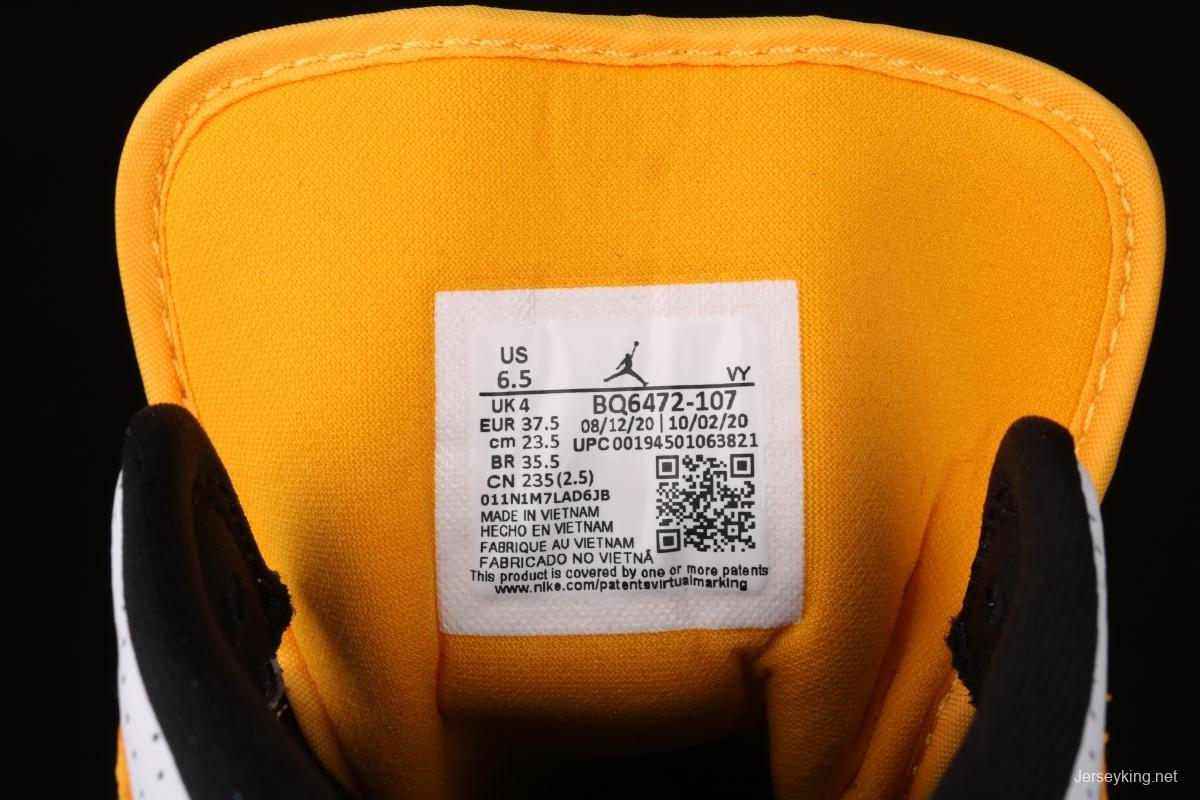 US
6.5
VY
UK 4
BQ6472-107
EUR 37.5
08/12/20 | 10/02/20
cm 23.5
UPC 00194501063821
BR 35.5
CN 235 (2.5)
011N1M7LAD6JB
MADE IN VIETNAM
HECHO EN VIETNAM
FABRIQUE AU VIETNAM
FABRICADO NO VIETNÃ
This product is covered by one or more patents
www.nike.com/patentsvirtualmarking
Jerseyking.net